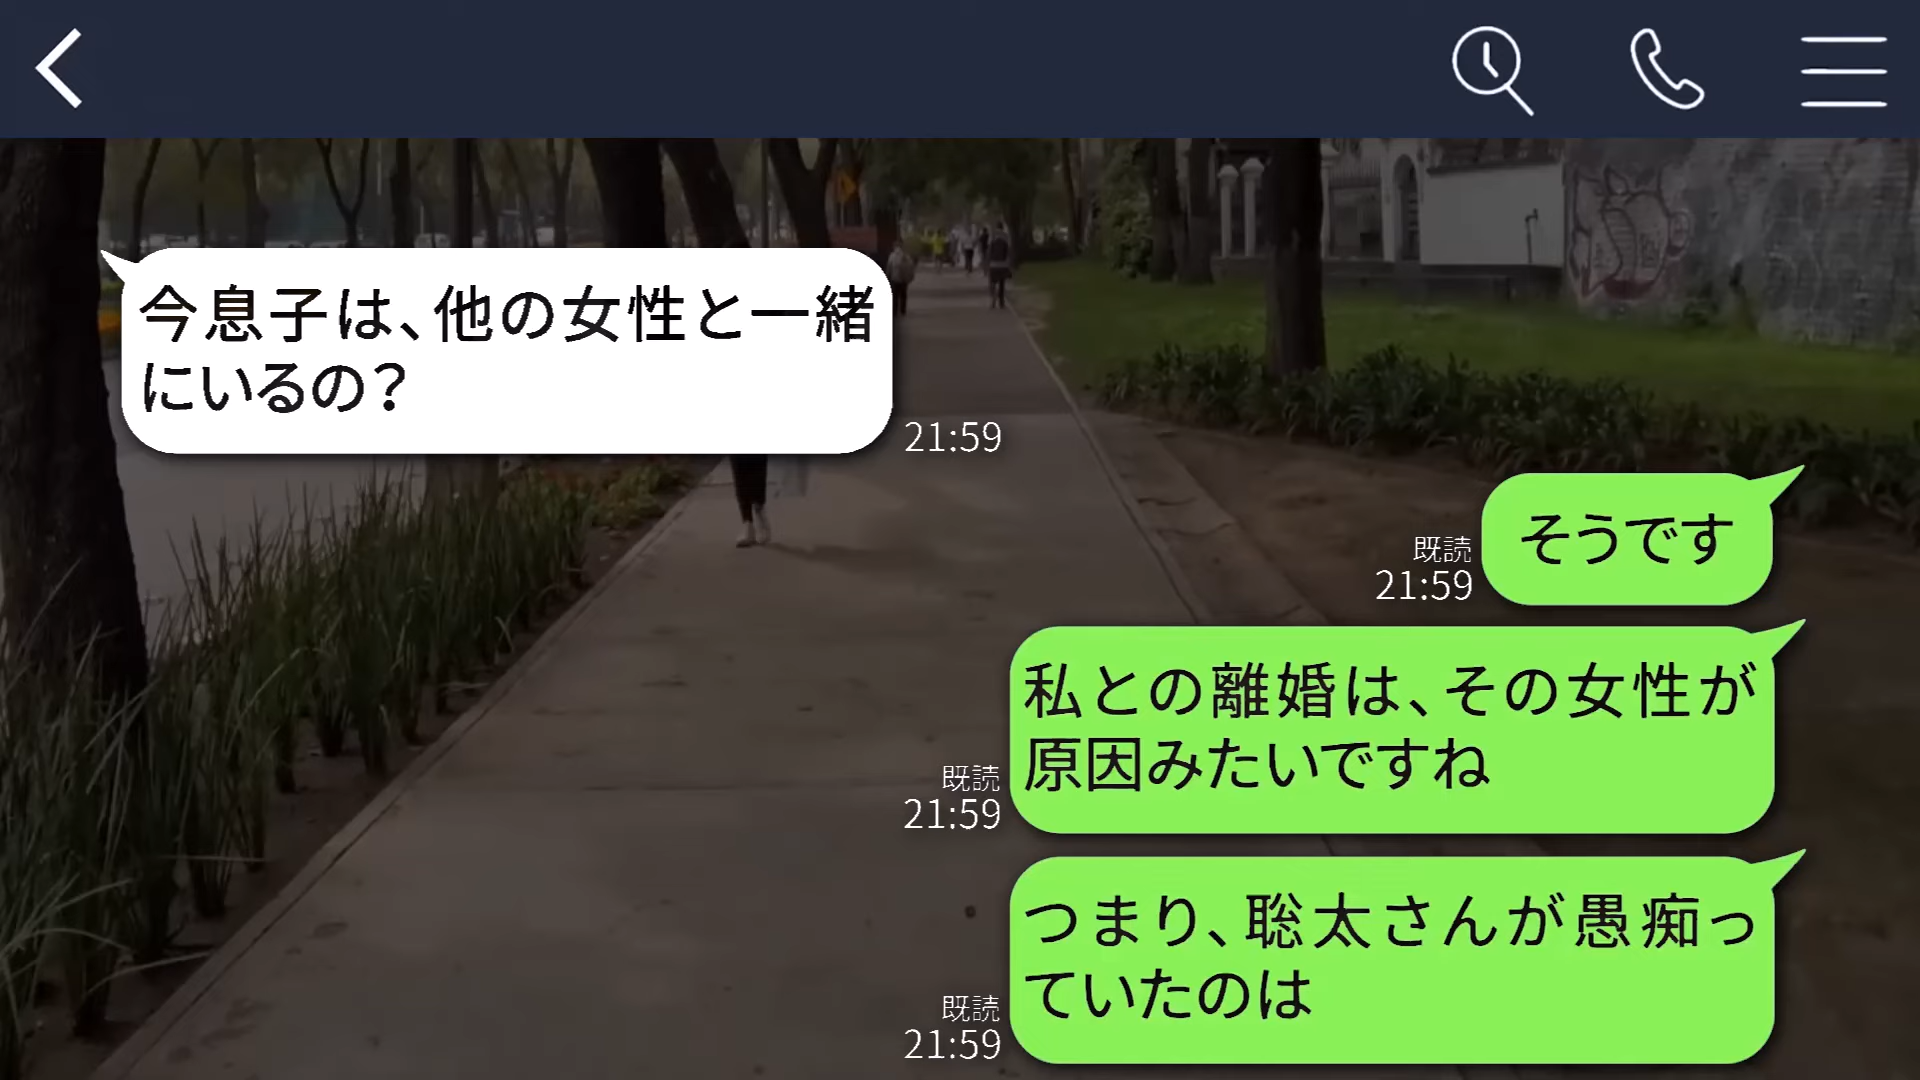 今息子は、他の女性と一緒
にいるの？
21:59
そうです
既読
21:59
私との離婚は、その女性が
原因みたいですね
既読
21:59
つまり、聡太さんが愚痴っ
ていたのは
既読
21:59